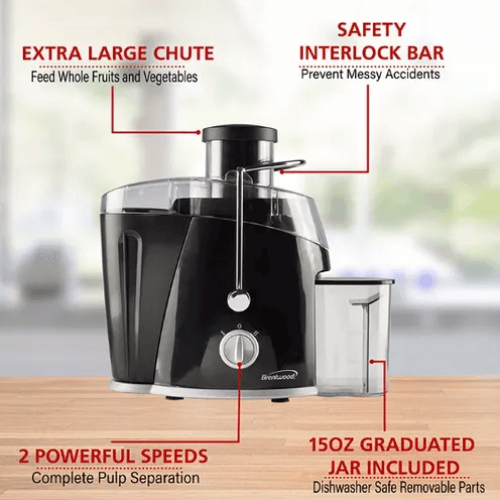 EXTRA LARGE CHUTE
Feed Whole Fruits and Vegetables
SAFETY
INTERLOCK BAR
Prevent Messy Accidents
I O II
Brentwood
2 POWERFUL SPEEDS
Complete Pulp Separation
15OZ GRADUATED
JAR INCLUDED
Dishwasher Safe Removable Parts